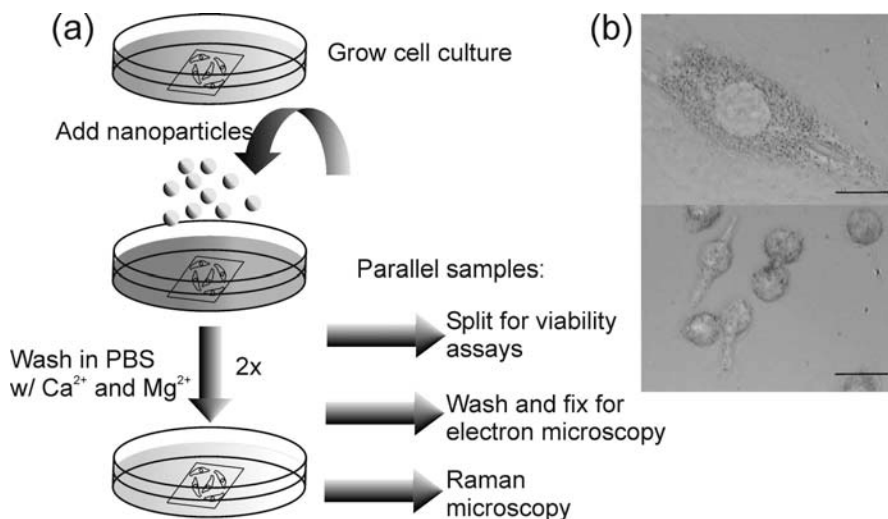 (a)
Grow cell culture
Add nanoparticles
Parallel samples:
Split for viability
assays
Wash in PBS
w/ Ca²⁺ and Mg²⁺
2x
Wash and fix for
electron microscopy
Raman
microscopy
(b)